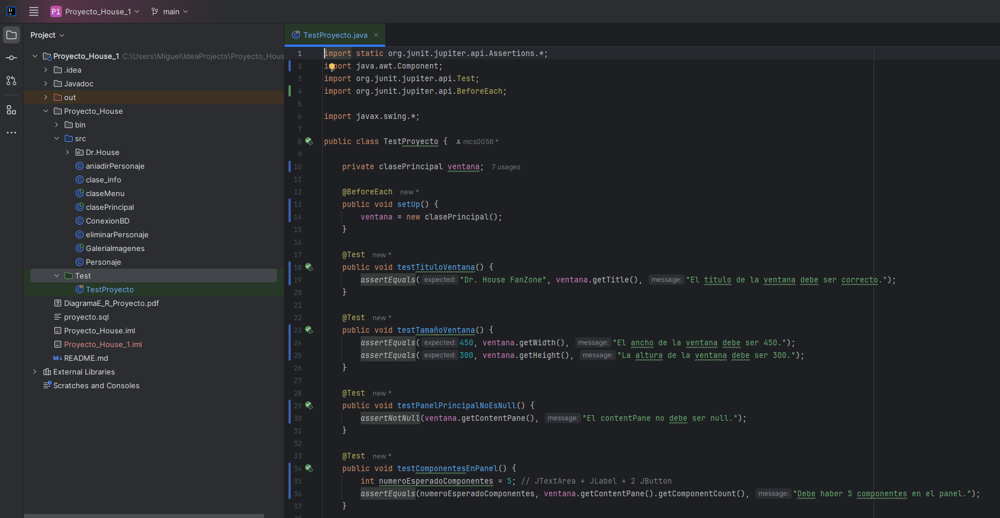 P1 Proyecto_House_1 main
Project
Proyecto_House_1 C:\Users\Miguel\IdeaProjects\Proyecto_Hous
.idea
Javadoc
out
Proyecto_House
bin
src
Dr.House
aniadirPersonaje
clase_info
claseMenu
clasePrincipal
ConexionBD
eliminarPersonaje
GaleriaImagenes
Personaje
Test
TestProyecto
DiagramaE_R_Proyecto.pdf
proyecto.sql
Proyecto_House.iml
Proyecto_House_1.iml
M↓ README.md
External Libraries
Scratches and Consoles
TestProyecto.java
1 import static org.junit.jupiter.api.Assertions.*;
2 import java.awt.Component;
3 import org.junit.jupiter.api.Test;
4 import org.junit.jupiter.api.BeforeEach;
5
6 import javax.swing.*;
7
8 public class TestProyecto { mcs0056 *
9
10 private clasePrincipal ventana; 7 usages
11
12 @BeforeEach new *
13 public void setUp() {
14 ventana = new clasePrincipal();
15 }
16
17 @Test new *
18 public void testTituloVentana() {
19 assertEquals( expected: "Dr. House FanZone", ventana.getTitle(), message: "El título de la ventana debe ser correcto.");
20 }
21
22 @Test new *
23 public void testTamañoVentana() {
24 assertEquals( expected: 450, ventana.getWidth(), message: "El ancho de la ventana debe ser 450.");
25 assertEquals( expected: 300, ventana.getHeight(), message: "La altura de la ventana debe ser 300.");
26 }
27
28 @Test new *
29 public void testPanelPrincipalNoEsNull() {
30 assertNotNull(ventana.getContentPane(), message: "El contentPane no debe ser null.");
31 }
32
33 @Test new *
34 public void testComponentesEnPanel() {
35 int numeroEsperadoComponentes = 5; // JTextArea + JLabel + 2 JButton
36 assertEquals(numeroEsperadoComponentes, ventana.getContentPane().getComponentCount(), message: "Debe haber 5 componentes en el panel.");
37 }